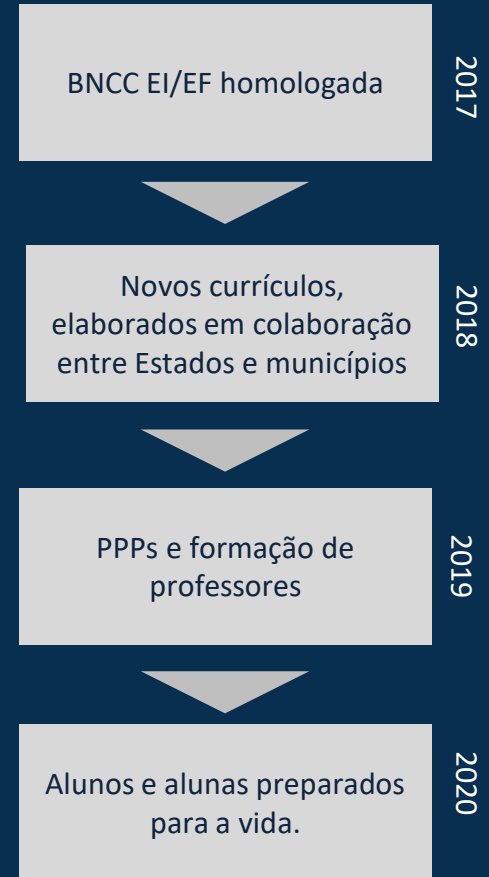 BNCC EI/EF homologada
2017
Novos currículos,
elaborados em colaboração
entre Estados e municípios
2018
PPPs e formação de
professores
2019
Alunos e alunas preparados
para a vida.
2020